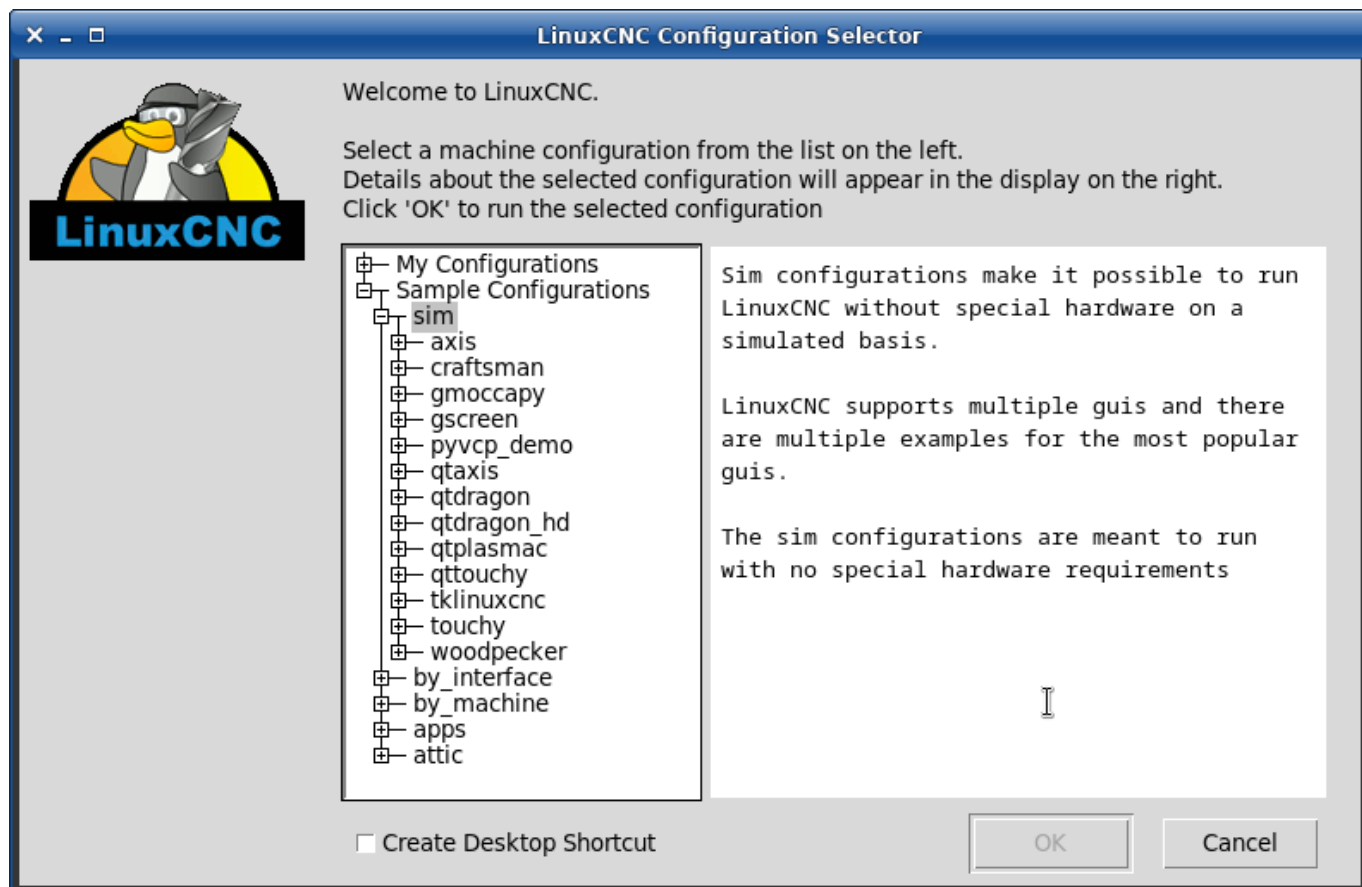 LinuxCNC Configuration Selector
LinuxCNC
Welcome to LinuxCNC.
Select a machine configuration from the list on the left.
Details about the selected configuration will appear in the display on the right.
Click 'OK' to run the selected configuration
My Configurations
Sample Configurations
sim
axis
craftsman
gmoccapy
gscreen
pyvcp_demo
qtaxis
qtdragon
qtdragon_hd
qtplasmac
qttouchy
tklinuxcnc
touchy
woodpecker
by_interface
by_machine
apps
attic
Sim configurations make it possible to run
LinuxCNC without special hardware on a
simulated basis.
LinuxCNC supports multiple guis and there
are multiple examples for the most popular
guis.
The sim configurations are meant to run
with no special hardware requirements
Create Desktop Shortcut
OK
Cancel